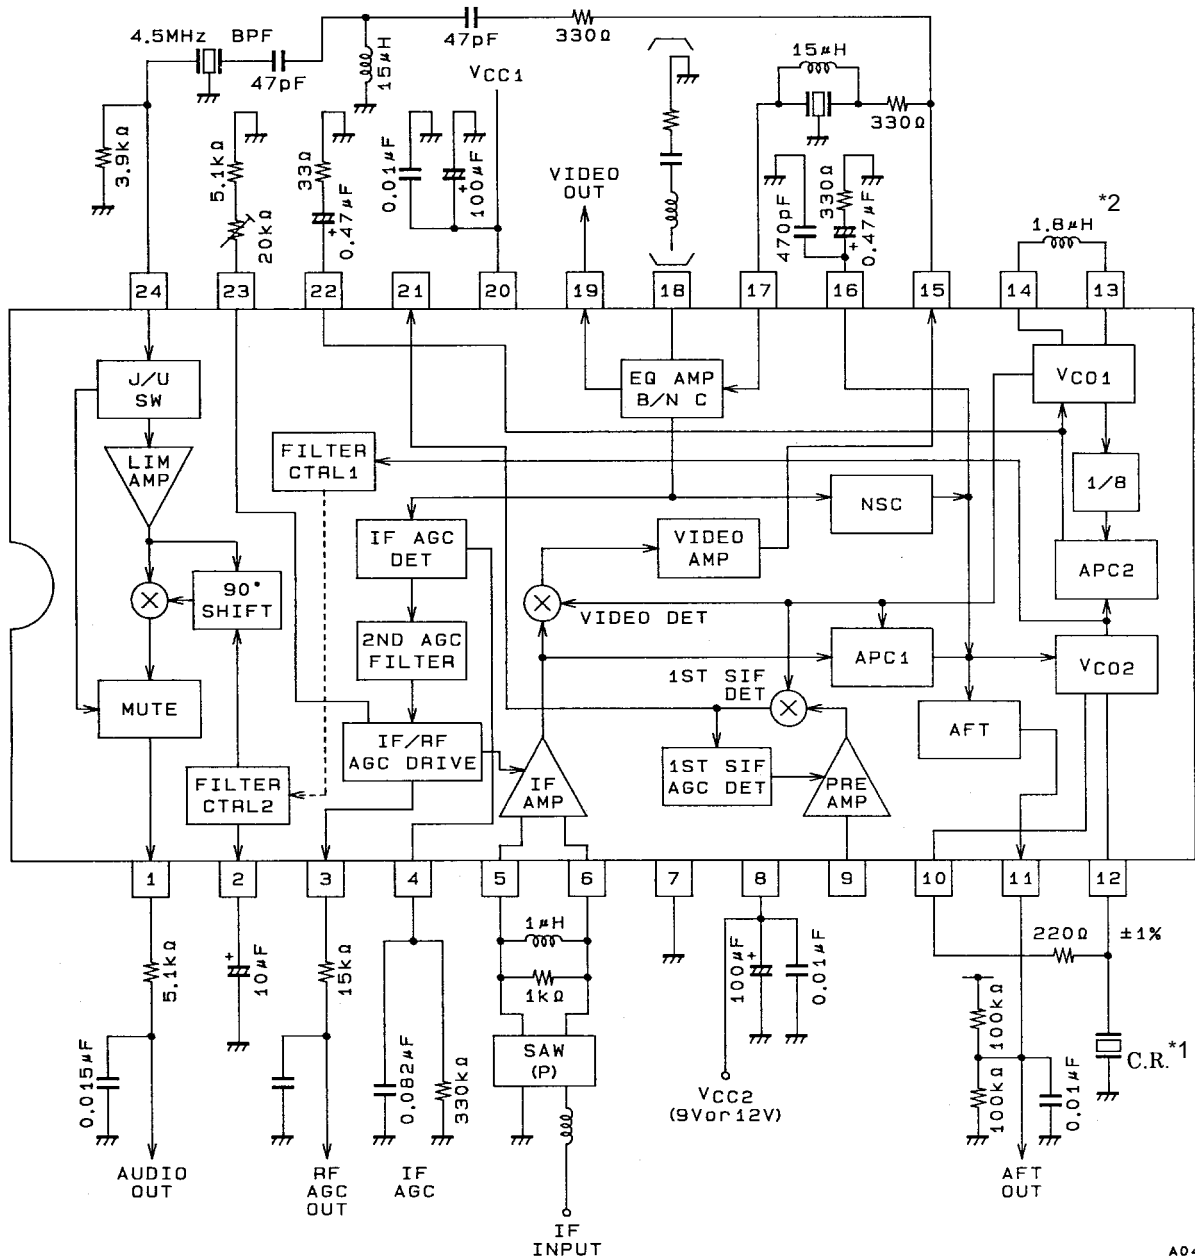 4.5MHz BPF
47pF
15μH
47pF
330Ω
VCC1
15μH
330Ω
3.9kΩ
5.1kΩ
20kΩ
33Ω
0.47μF
+
0.01μF
100μF
+
VIDEO
OUT
470pF
330Ω
0.47μF
+
1.8μH
*2
24
23
22
21
20
19
18
17
16
15
14
13
J/U
SW
LIM
AMP
FILTER
CTRL1
EQ AMP
B/N C
VCO1
1/8
NSC
IF AGC
DET
VIDEO
AMP
APC2
90°
SHIFT
VIDEO DET
2ND AGC
FILTER
APC1
VCO2
1ST SIF
DET
MUTE
IF/RF
AGC DRIVE
AFT
FILTER
CTRL2
IF
AMP
1ST SIF
AGC DET
PRE
AMP
1
2
3
4
5
6
7
8
9
10
11
12
5.1kΩ
0.015μF
AUDIO
OUT
+
10μF
15kΩ
RF
AGC
OUT
0.082μF
330kΩ
IF
AGC
1μH
1kΩ
SAW
(P)
IF
INPUT
100μF
+
0.01μF
VCC2
(9Vor12V)
220Ω ±1%
100kΩ
100kΩ
0.01μF
AFT
OUT
C.R.*1